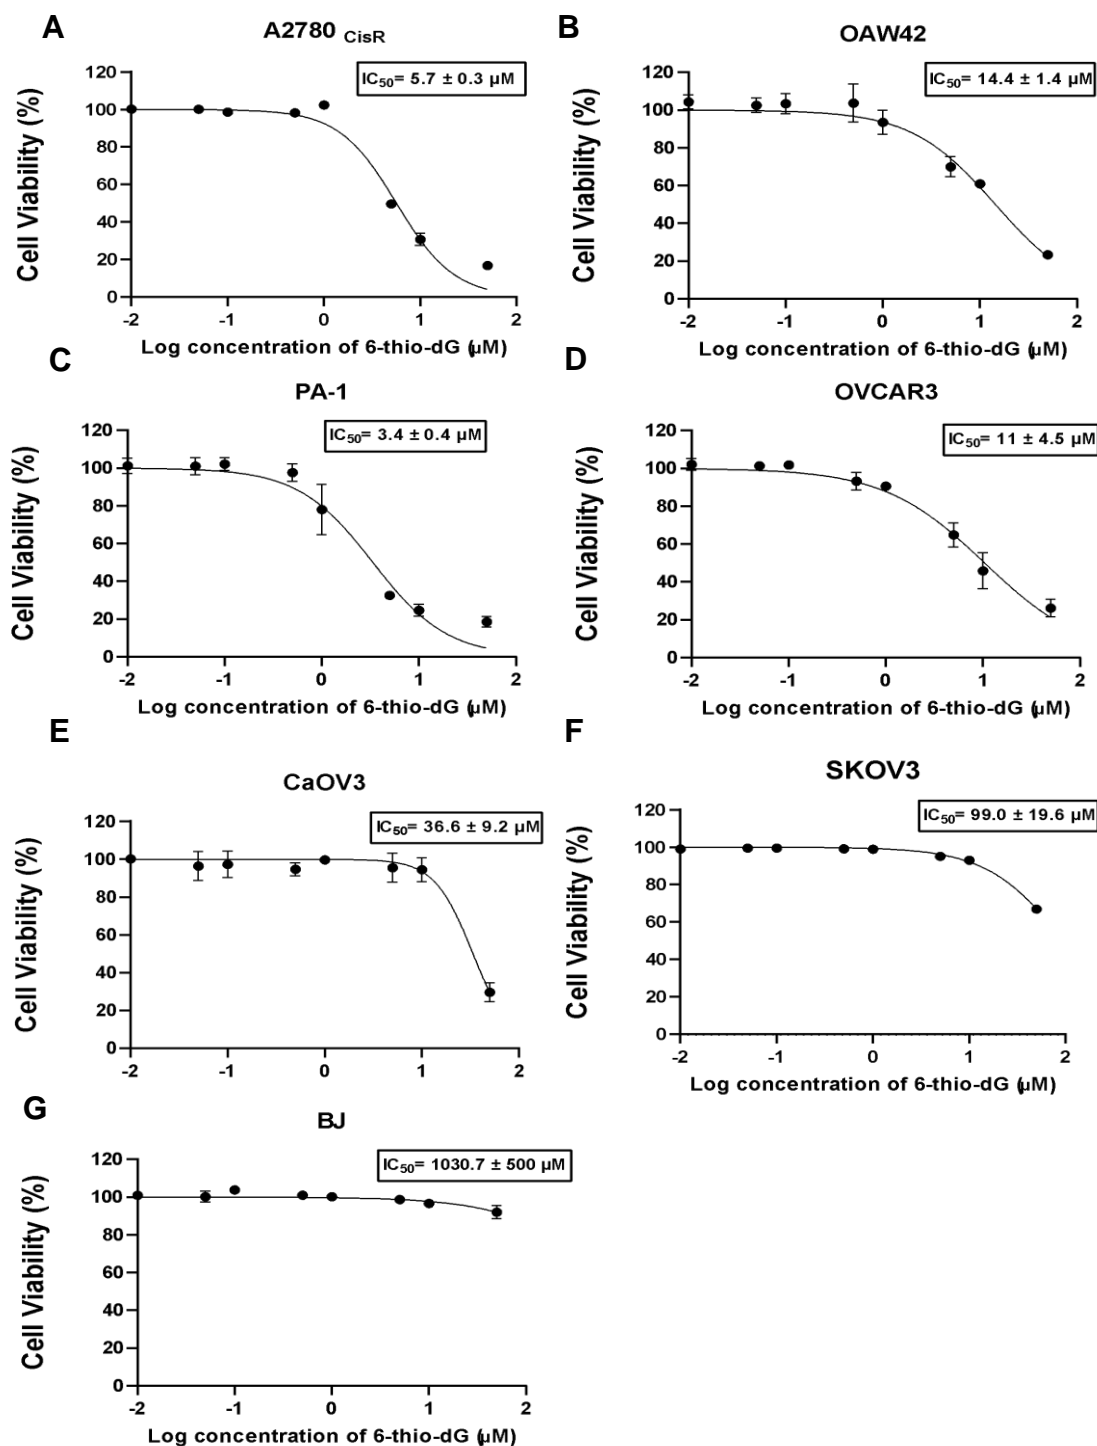 A
A2780 CisR
IC50= 5.7 ± 0.3 µM
120
100
80
60
40
20
0
Cell Viability (%)
-2 -1 0 1 2
Log concentration of 6-thio-dG (µM)
B
OAW42
IC50= 14.4 ± 1.4 µM
120
100
80
60
40
20
0
Cell Viability (%)
-2 -1 0 1 2
Log concentration of 6-thio-dG (µM)
C
PA-1
IC50= 3.4 ± 0.4 µM
120
100
80
60
40
20
0
Cell Viability (%)
-2 -1 0 1 2
Log concentration of 6-thio-dG (µM)
D
OVCAR3
IC50= 11 ± 4.5 µM
120
100
80
60
40
20
0
Cell Viability (%)
-2 -1 0 1 2
Log concentration of 6-thio-dG (µM)
E
CaOV3
IC50= 36.6 ± 9.2 µM
120
100
80
60
40
20
0
Cell Viability (%)
-2 -1 0 1 2
F
SKOV3
IC50= 99.0 ± 19.6 µM
120
100
80
60
40
20
0
Cell Viability (%)
-2 -1 0 1 2
Log concentration of 6-thio-dG (µM)
G
BJ
IC50= 1030.7 ± 500 µM
120
100
80
60
40
20
0
Cell Viability (%)
-2 -1 0 1 2
Log concentration of 6-thio-dG (µM)